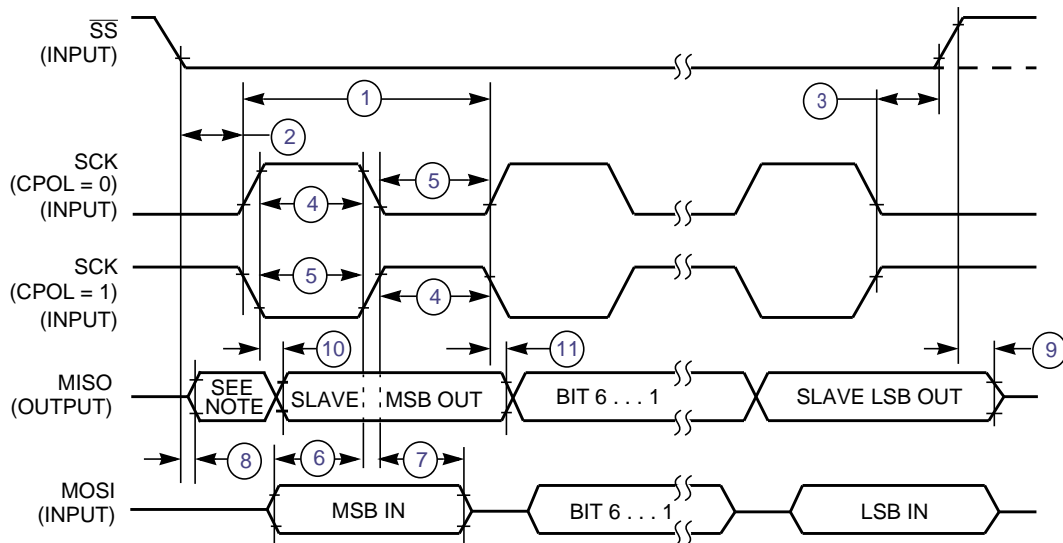 SS
(INPUT)
1
3
2
SCK
(CPOL = 0)
(INPUT)
5
4
SCK
(CPOL = 1)
(INPUT)
5
4
10
11
9
MISO
(OUTPUT)
SEE
NOTE
SLAVE
MSB OUT
BIT 6 . . . 1
SLAVE LSB OUT
8
6
7
MOSI
(INPUT)
MSB IN
BIT 6 . . . 1
LSB IN